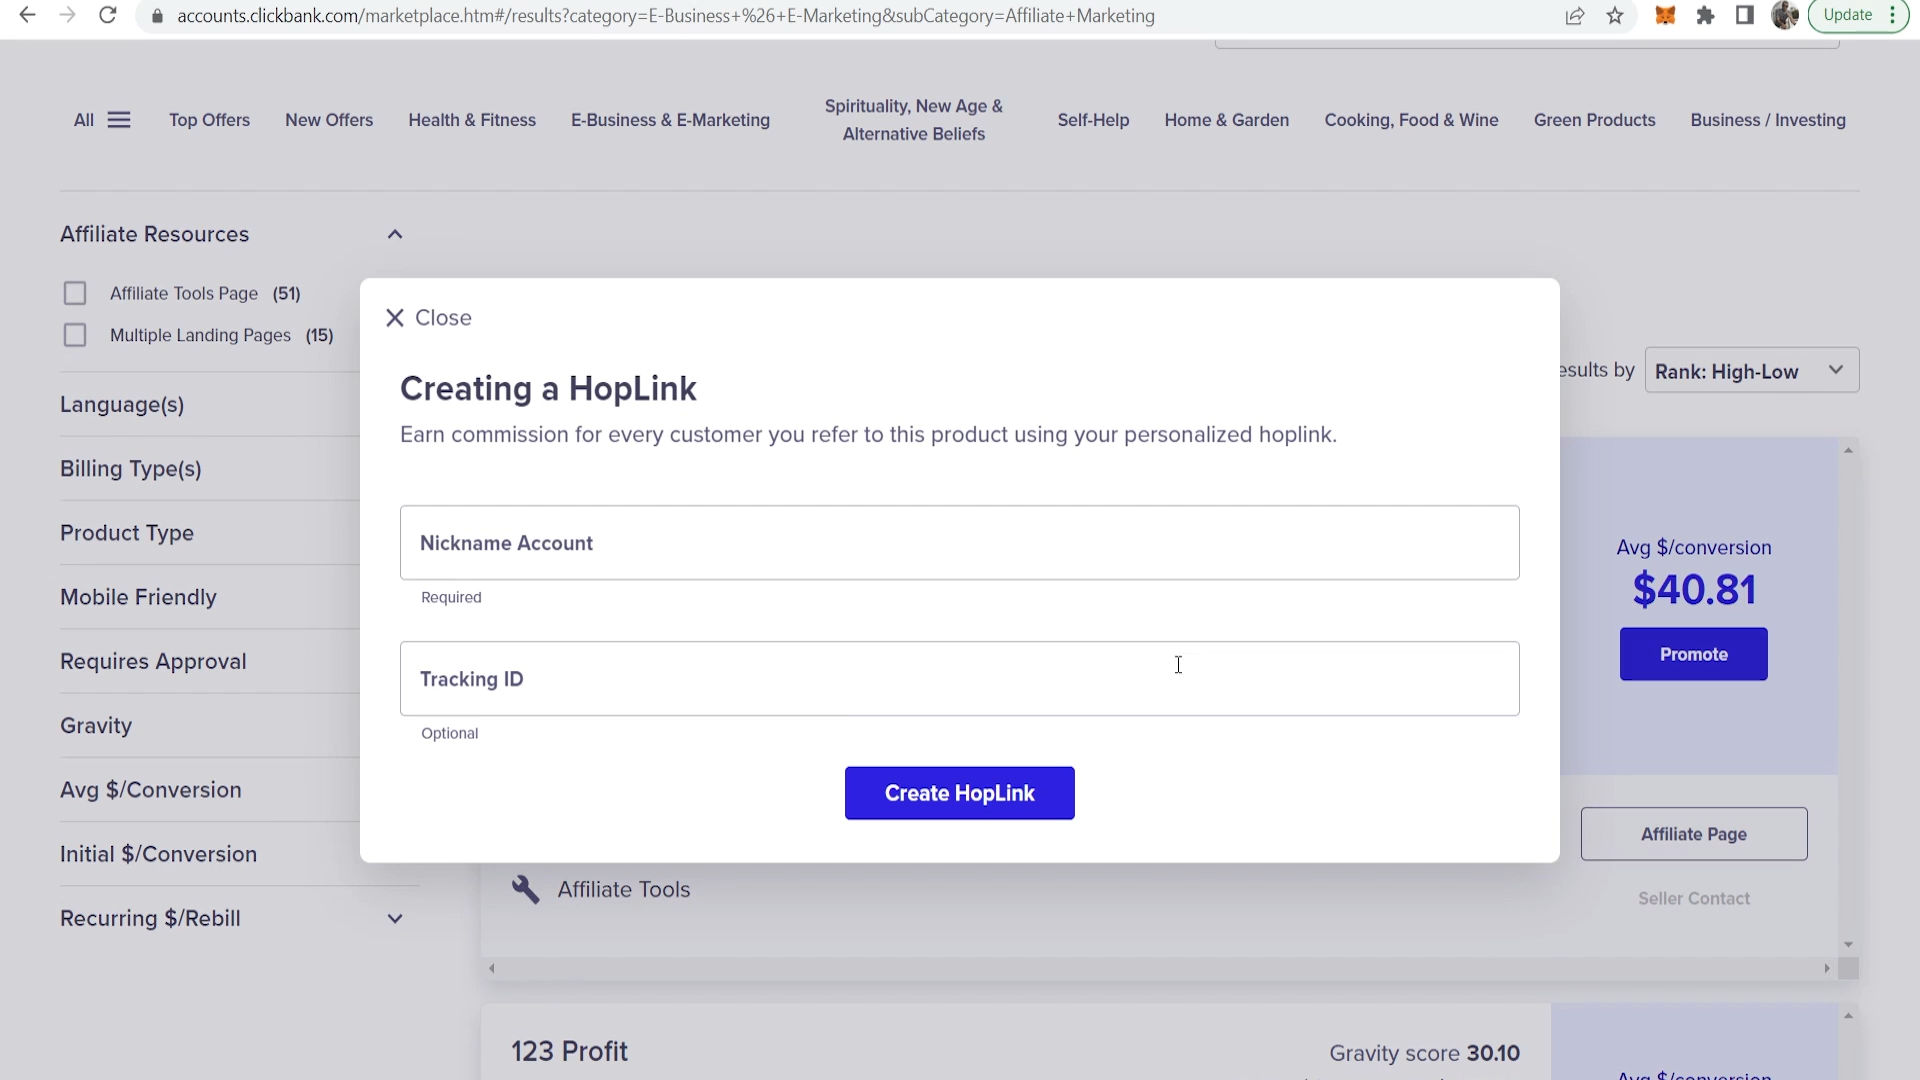 accounts.clickbank.com/marketplace.htm#/results?category=E-Business+%26+E-Marketing&subCategory=Affiliate+Marketing
Update
All
Top Offers
New Offers
Health & Fitness
E-Business & E-Marketing
Spirituality, New Age &
Alternative Beliefs
Self-Help
Home & Garden
Cooking, Food & Wine
Green Products
Business / Investing
Affiliate Resources
Affiliate Tools Page (51)
Multiple Landing Pages (15)
Language(s)
Billing Type(s)
Product Type
Mobile Friendly
Requires Approval
Gravity
Avg $/Conversion
Initial $/Conversion
Recurring $/Rebill
Close
Creating a HopLink
Earn commission for every customer you refer to this product using your personalized hoplink.
Nickname Account
Required
Tracking ID
Optional
Create HopLink
esults by
Rank: High-Low
Avg $/conversion
$40.81
Promote
Affiliate Page
Seller Contact
Affiliate Tools
123 Profit
Gravity score 30.10
Avg $/conversion